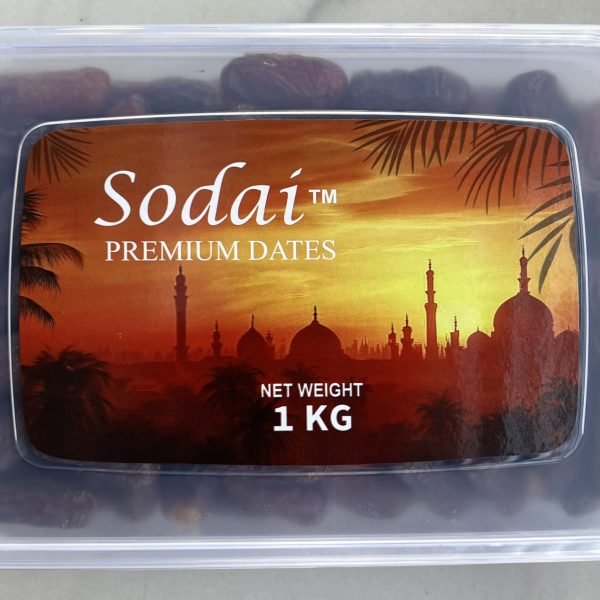 Sodai™
PREMIUM DATES
NET WEIGHT
1 KG